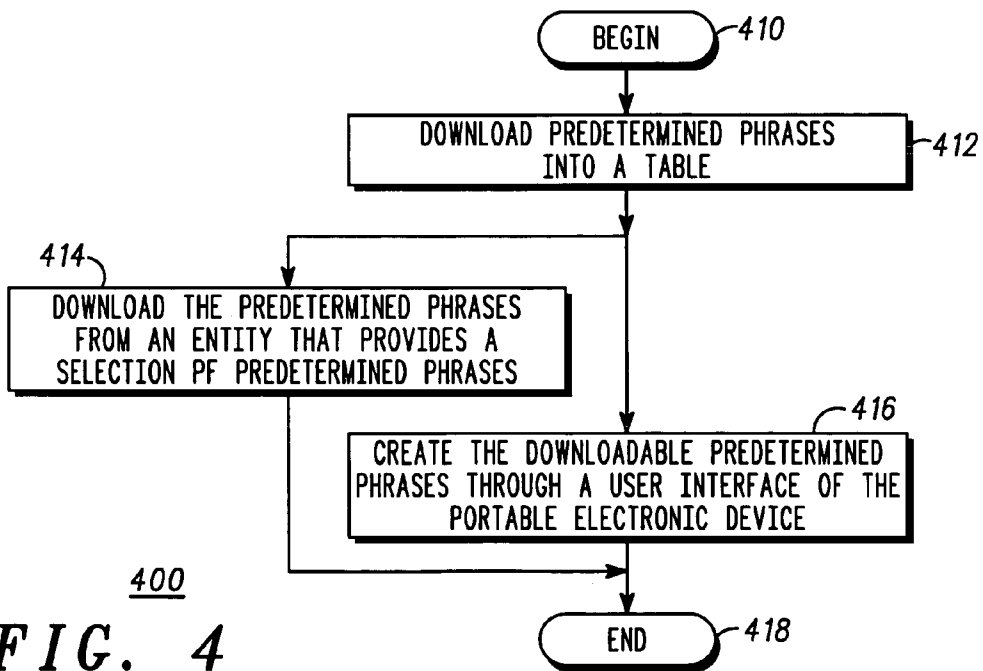 BEGIN
410
DOWNLOAD PREDETERMINED PHRASES
INTO A TABLE
412
414
DOWNLOAD THE PREDETERMINED PHRASES
FROM AN ENTITY THAT PROVIDES A
SELECTION PF PREDETERMINED PHRASES
416
CREATE THE DOWNLOADABLE PREDETERMINED
PHRASES THROUGH A USER INTERFACE OF THE
PORTABLE ELECTRONIC DEVICE
400
FIG. 4
END
418